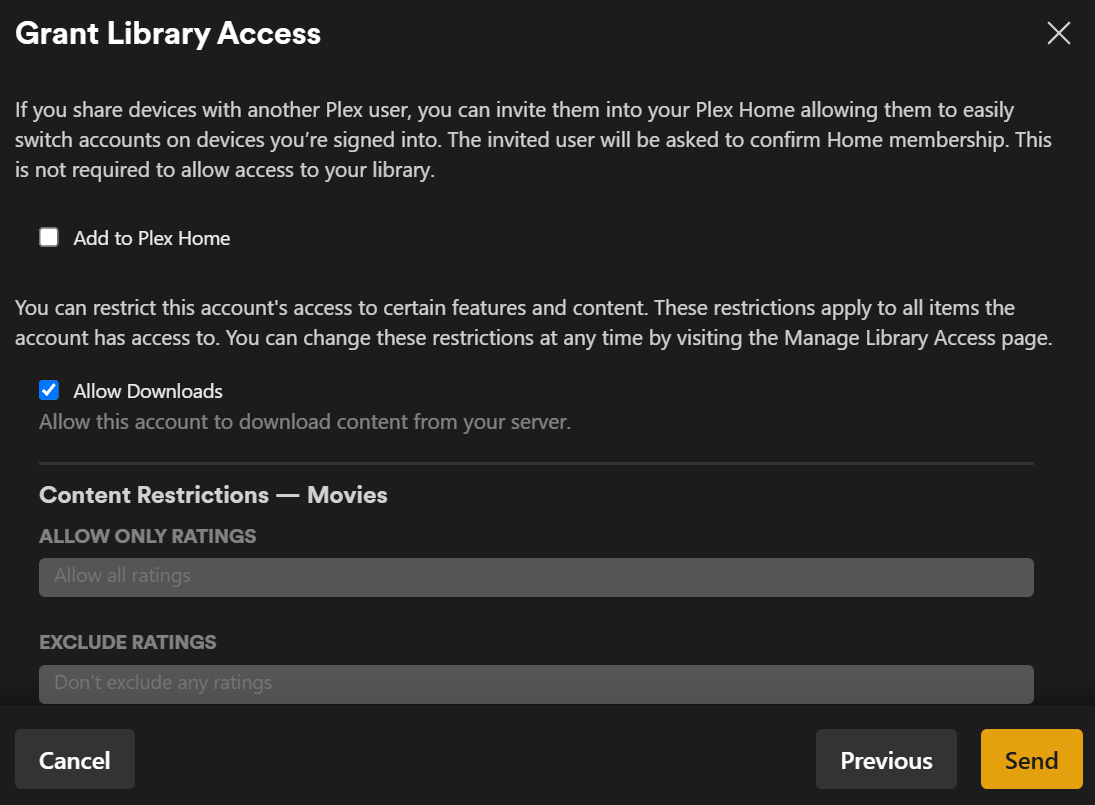 Grant Library Access
If you share devices with another Plex user, you can invite them into your Plex Home allowing them to easily
switch accounts on devices you’re signed into. The invited user will be asked to confirm Home membership. This
is not required to allow access to your library.
Add to Plex Home
You can restrict this account's access to certain features and content. These restrictions apply to all items the
account has access to. You can change these restrictions at any time by visiting the Manage Library Access page.
Allow Downloads
Allow this account to download content from your server.
Content Restrictions — Movies
ALLOW ONLY RATINGS
Allow all ratings
EXCLUDE RATINGS
Don't exclude any ratings
Cancel
Previous
Send